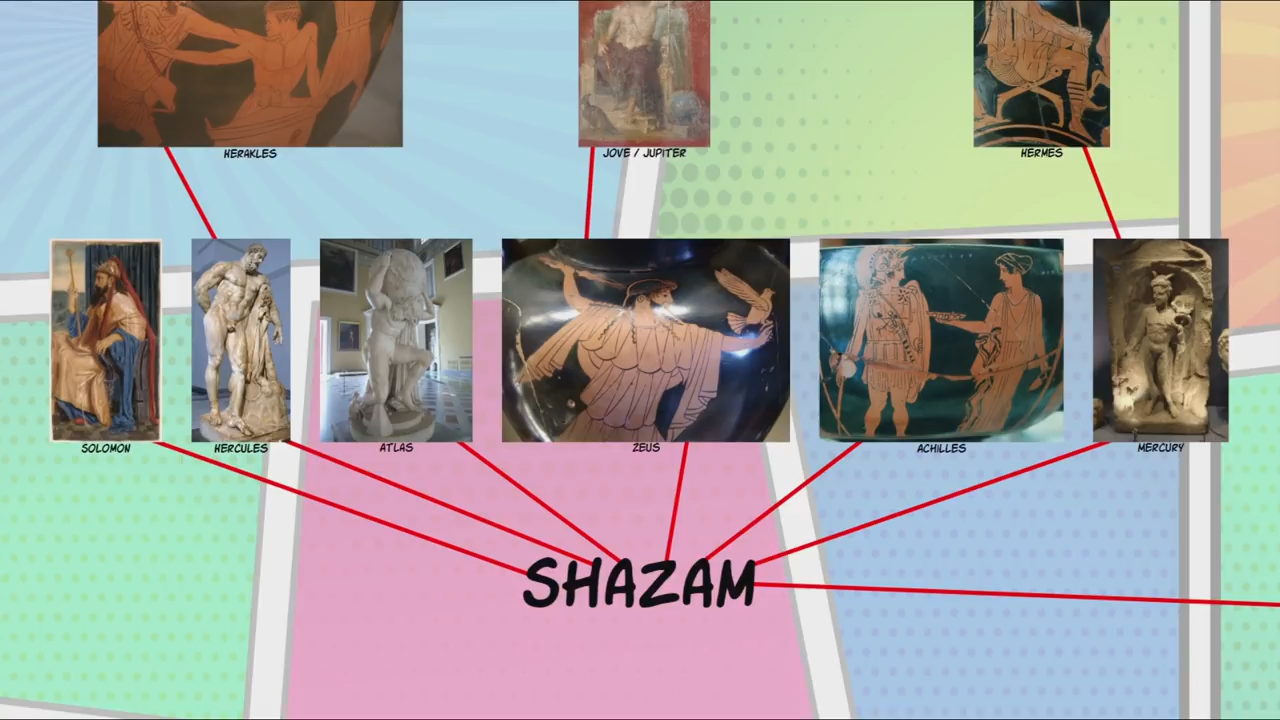 HERAKLES
JOVE / JUPITER
HERMES
SOLOMON
HERCULES
ATLAS
ZEUS
ACHILLES
MERCURY
SHAZAM